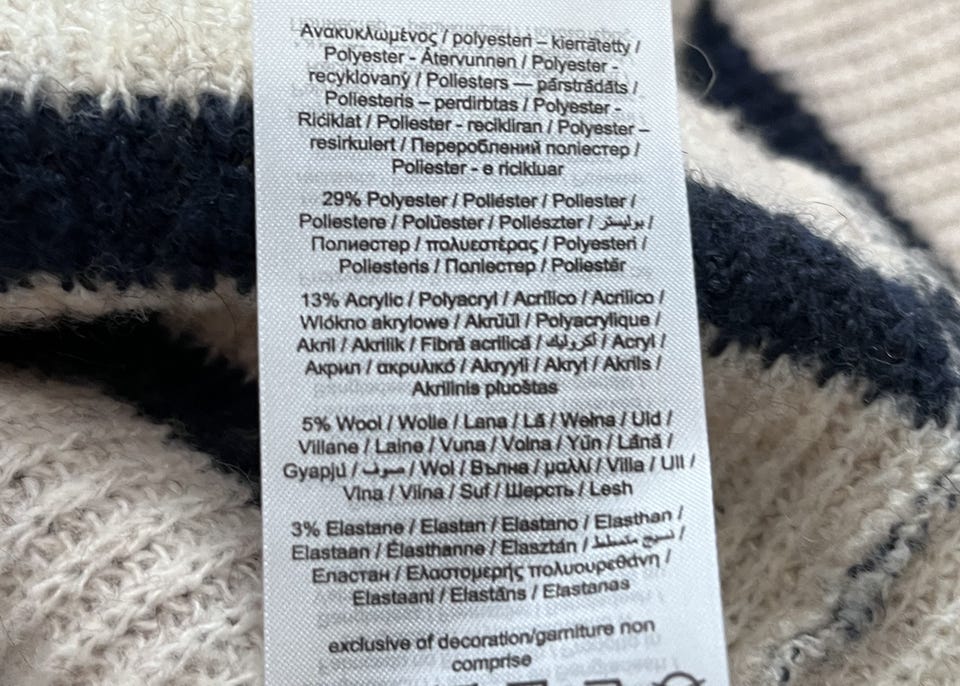 Ανακυκλωμένος / polyesteri – kierrätetty /
Polyester - Återvunnen / Polyester -
recyklovaný / Poliesters — pārstrādāts /
Poliesteris – perdirbtas / Polyester -
Riċiklat / Poliester - recikliran / Polyester –
resirkulert / Перероблений поліестер /
Poliester - e ricikluar
29% Polyester / Poliéster / Poliester /
Poliestere / Polüester / Poliészter / بوليستر /
Полиестер / πολυεστέρας / Polyesteri /
Poliesteris / Поліестер / Poliestër
13% Acrylic / Polyacryl / Acrílico / Acrilico /
Włókno akrylowe / Akrüül / Polyacrylique /
Akril / Akrilik / Fibră acrilică / أكروليك / Acryl /
Акрил / ακρυλικό / Akryyli / Akryl / Akrils /
Akrilinis pluoštas
5% Wool / Wolle / Lana / Lã / Wełna / Uld /
Villane / Laine / Vuna / Volna / Yün / Lână /
Gyapjú / صوف / Wol / Вълна / μαλλί / Villa / Ull /
Vlna / Vilna / Suf / Шерсть / Lesh
3% Elastane / Elastan / Elastano / Elasthan /
Elastaan / Élasthanne / Elasztán / نسيج مطاط /
Еластан / Ελαστομερής πολυουρεθάνη /
Elastaani / Elastāns / Elastanas
exclusive of decoration/garniture non
comprise